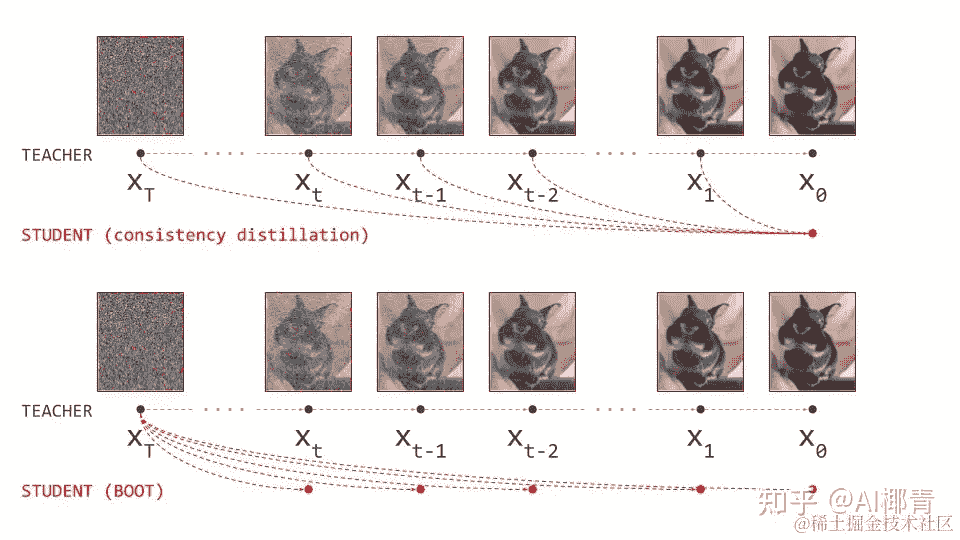 TEACHER
x_T x_t x_t-1 x_t-2 x_1 x_0
STUDENT (consistency distillation)
TEACHER
x_T x_t x_t-1 x_t-2 x_1 x_0
STUDENT (BOOT)
知乎 @AI椰青
@稀土掘金技术社区